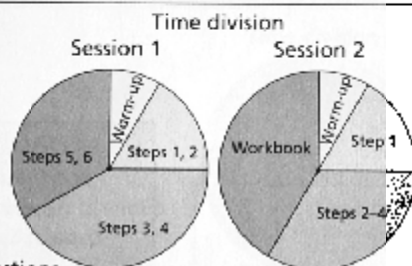 Time division
Session 1
Session 2
Warm-up
Steps 1, 2
Steps 3, 4
Steps 5, 6
Warm-up
Step 1
Steps 2–4
Workbook